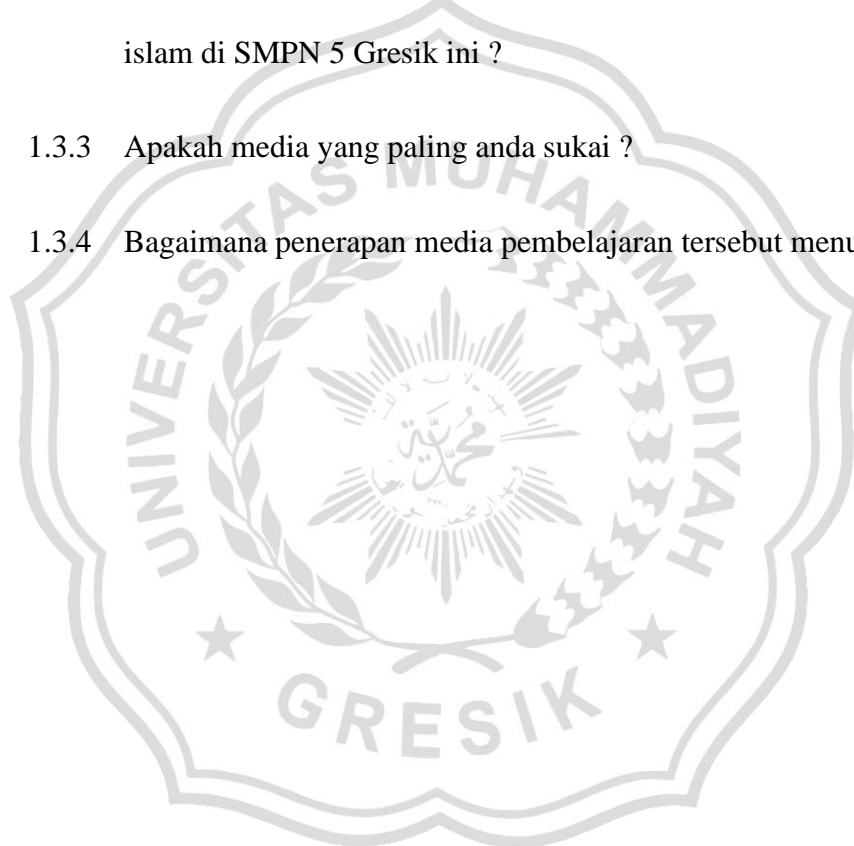 islam di SMPN 5 Gresik ini ?
1.3.3 Apakah media yang paling anda sukai ?
1.3.4 Bagaimana penerapan media pembelajaran tersebut menu
UNIVERSITAS MUHAMMADIYAH
GRESIK